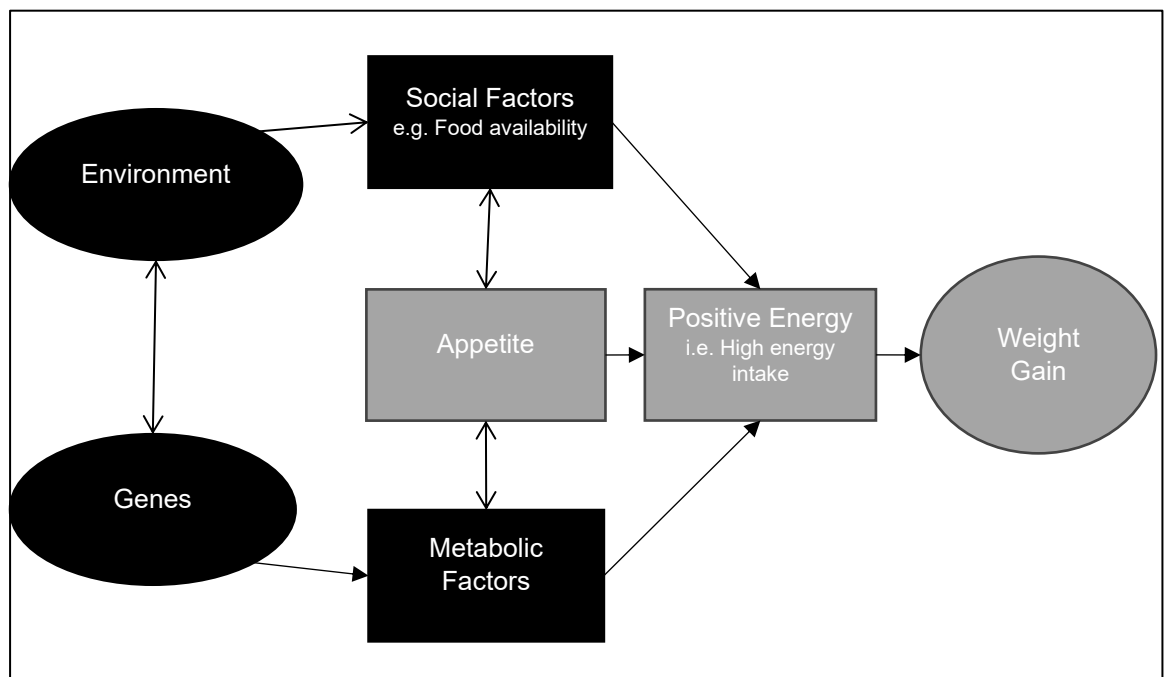 Social Factors
e.g. Food availability
Environment
Appetite
Positive Energy
i.e. High energy
intake
Weight
Gain
Genes
Metabolic
Factors